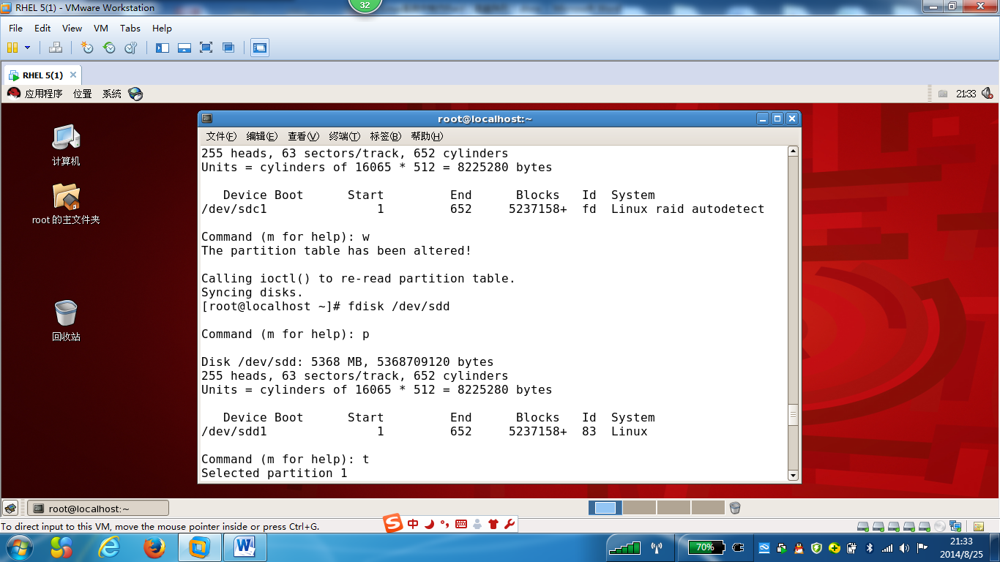 RHEL 5(1) - VMware Workstation
32
File Edit View VM Tabs Help
RHEL 5(1)
应用程序 位置 系统
21:33
root@localhost:~
计算机
root 的主文件夹
回收站
文件(F) 编辑(E) 查看(V) 终端(T) 标签(B) 帮助(H)
255 heads, 63 sectors/track, 652 cylinders
Units = cylinders of 16065 * 512 = 8225280 bytes
Device Boot Start End Blocks Id System
/dev/sdc1 1 652 5237158+ fd Linux raid autodetect
Command (m for help): w
The partition table has been altered!
Calling ioctl() to re-read partition table.
Syncing disks.
[root@localhost ~]# fdisk /dev/sdd
Command (m for help): p
Disk /dev/sdd: 5368 MB, 5368709120 bytes
255 heads, 63 sectors/track, 652 cylinders
Units = cylinders of 16065 * 512 = 8225280 bytes
Device Boot Start End Blocks Id System
/dev/sdd1 1 652 5237158+ 83 Linux
Command (m for help): t
Selected partition 1
root@localhost:~
To direct input to this VM, move the mouse pointer inside or press Ctrl+G.
中
70%
21:33
2014/8/25